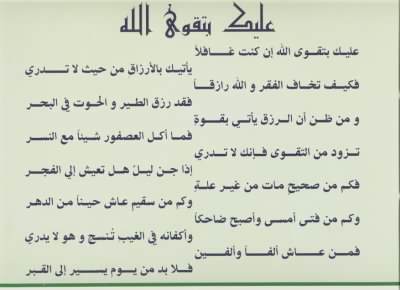 عليك بتقوى الله
عليك بتقوى الله إن كنت غافلاً
يأتيك بالأرزاق من حيث لا تدري
فكيف تخاف الفقر و الله رازقاً
فقد رزق الطير و الحوت في البحر
و من ظن أن الرزق يأتي بقوةٍ
فما أكل العصفور شيئاً مع النسر
تزود من التقوى فإنك لا تدري
إذا جن ليلٌ هل تعيش إلى الفجر
فكم من صحيحٍ مات من غير علةٍ
وكم من سقيم عاش حيناً من الدهر
وكم من فتى أمسى وأصبح ضاحكاً
وأكفانه في الغيب تُنسج و هو لا يدري
فمن عاش ألفاً وألفين
فلا بد من يوم يسير إلى القبر